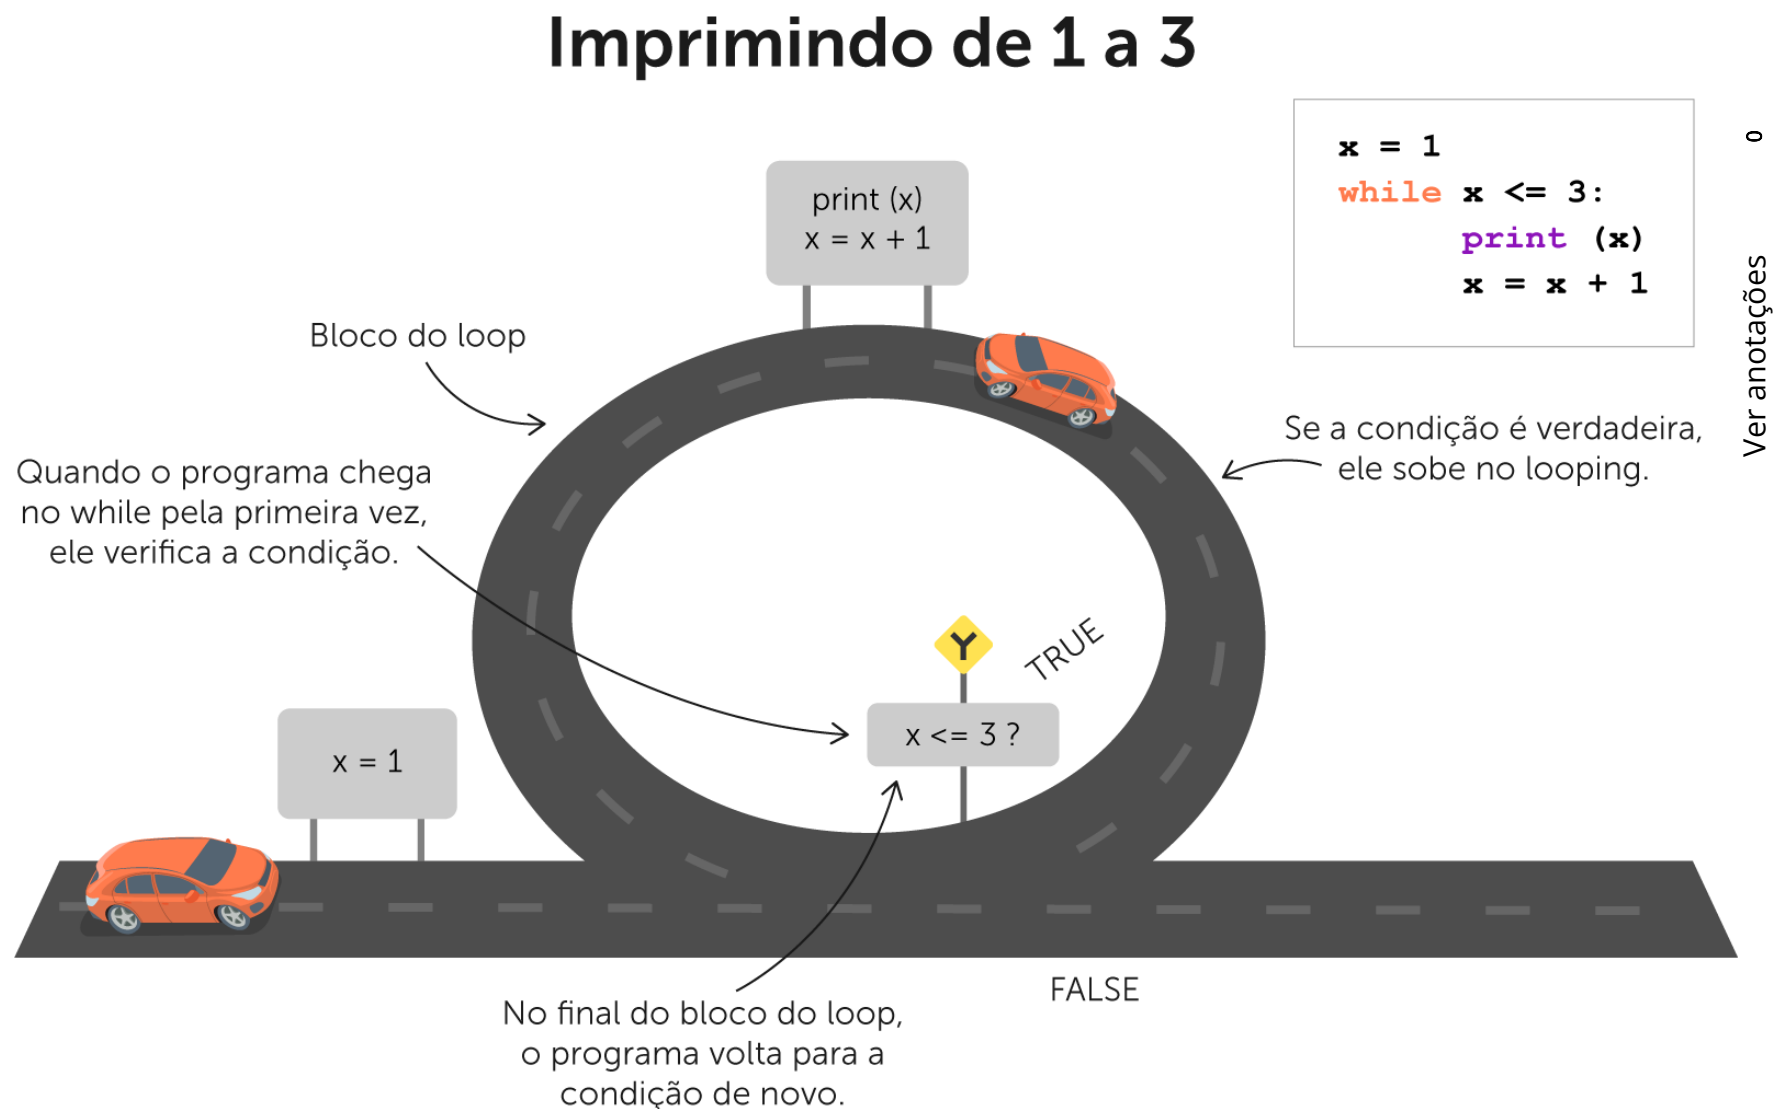 Imprimindo de 1 a 3
x = 1
while x <= 3:
print (x)
x = x + 1
0
Ver anotações
print (x)
x = x + 1
Bloco do loop
Se a condição é verdadeira,
ele sobe no looping.
Quando o programa chega
no while pela primeira vez,
ele verifica a condição.
TRUE
x <= 3 ?
x = 1
FALSE
No final do bloco do loop,
o programa volta para a
condição de novo.